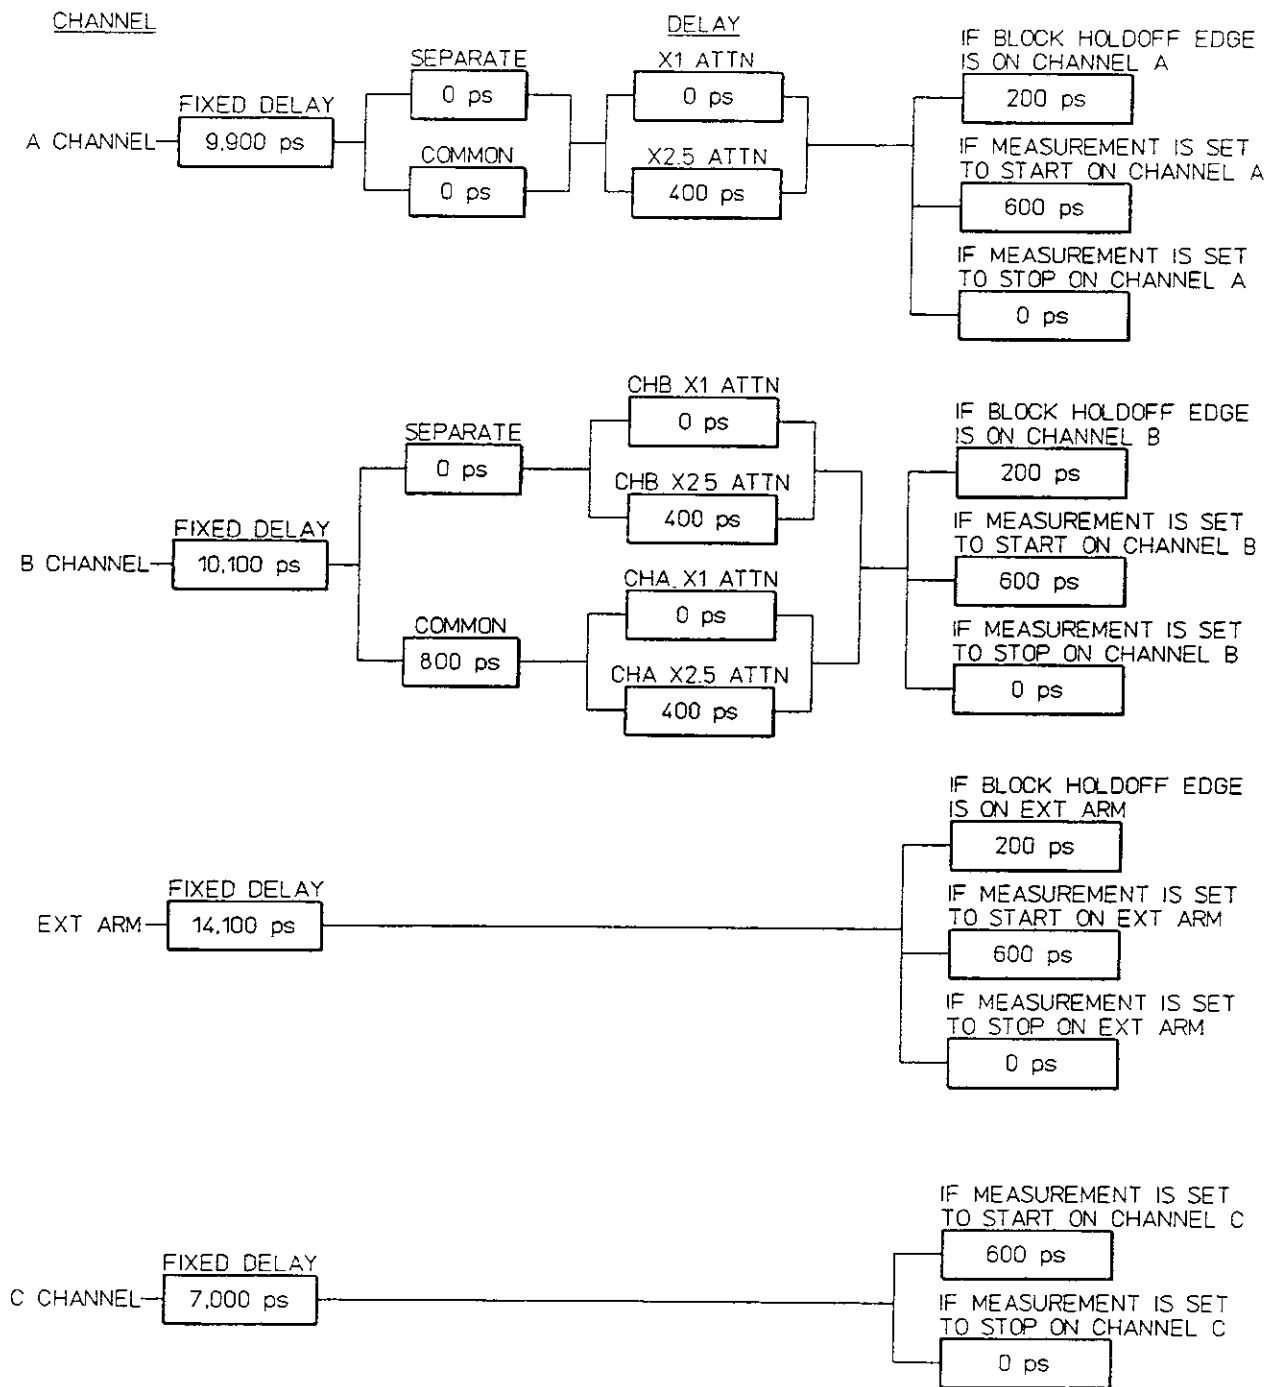 CHANNEL
DELAY
IF BLOCK HOLDOFF EDGE
IS ON CHANNEL A
200 ps
SEPARATE
0 ps
X1 ATTN
0 ps
FIXED DELAY
A CHANNEL
9,900 ps
COMMON
0 ps
X2.5 ATTN
400 ps
IF MEASUREMENT IS SET
TO START ON CHANNEL A
600 ps
IF MEASUREMENT IS SET
TO STOP ON CHANNEL A
0 ps
CHB X1 ATTN
0 ps
SEPARATE
0 ps
CHB X2.5 ATTN
400 ps
IF BLOCK HOLDOFF EDGE
IS ON CHANNEL B
200 ps
FIXED DELAY
B CHANNEL
10,100 ps
IF MEASUREMENT IS SET
TO START ON CHANNEL B
600 ps
CHA X1 ATTN
0 ps
COMMON
800 ps
CHA X2.5 ATTN
400 ps
IF MEASUREMENT IS SET
TO STOP ON CHANNEL B
0 ps
IF BLOCK HOLDOFF EDGE
IS ON EXT ARM
200 ps
FIXED DELAY
EXT ARM
14,100 ps
IF MEASUREMENT IS SET
TO START ON EXT ARM
600 ps
IF MEASUREMENT IS SET
TO STOP ON EXT ARM
0 ps
IF MEASUREMENT IS SET
TO START ON CHANNEL C
600 ps
FIXED DELAY
C CHANNEL
7,000 ps
IF MEASUREMENT IS SET
TO STOP ON CHANNEL C
0 ps